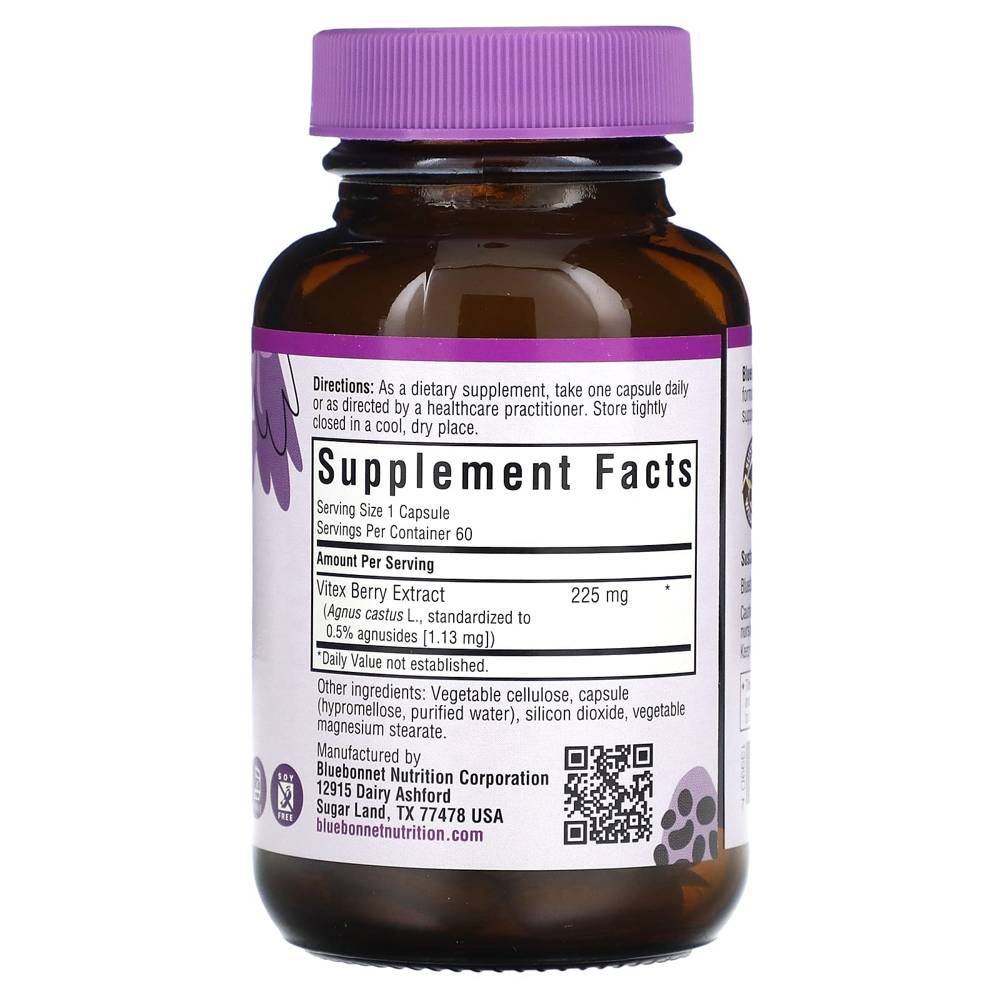 Directions: As a dietary supplement, take one capsule daily
or as directed by a healthcare practitioner. Store tightly
closed in a cool, dry place.
Supplement Facts
Serving Size 1 Capsule
Servings Per Container 60
Amount Per Serving
Vitex Berry Extract 225 mg *
(Agnus castus L., standardized to
0.5% agnusides [1.13 mg])
*Daily Value not established.
Other ingredients: Vegetable cellulose, capsule
(hypromellose, purified water), silicon dioxide, vegetable
magnesium stearate.
Manufactured by
Bluebonnet Nutrition Corporation
12915 Dairy Ashford
Sugar Land, TX 77478 USA
bluebonnetnutrition.com
SOY
FREE